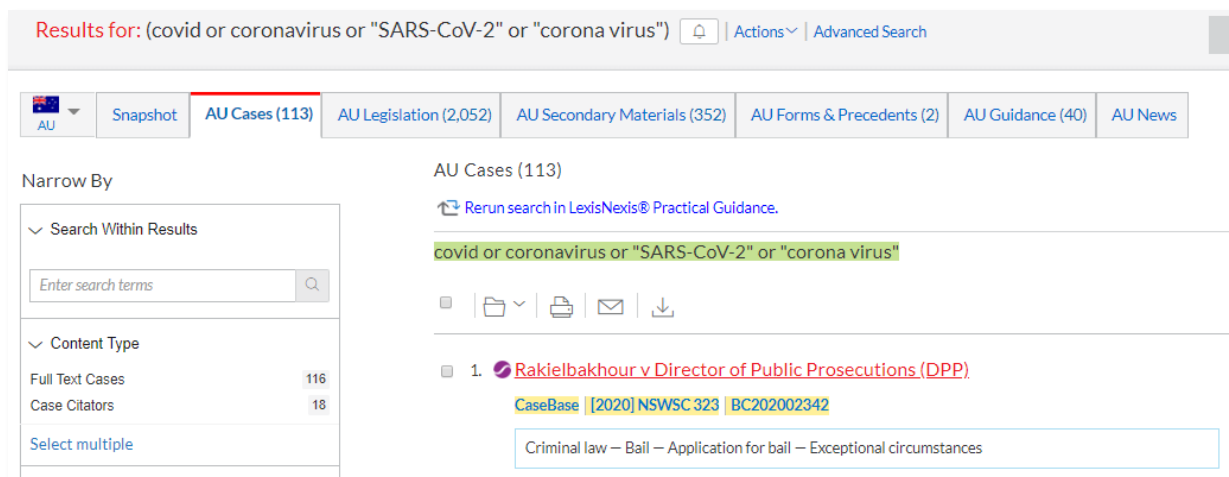 Results for: (covid or coronavirus or "SARS-CoV-2" or "corona virus") | Actions | Advanced Search
AU Snapshot AU Cases (113) AU Legislation (2,052) AU Secondary Materials (352) AU Forms & Precedents (2) AU Guidance (40) AU News
AU Cases (113)
Narrow By
Rerun search in LexisNexis® Practical Guidance.
Search Within Results
covid or coronavirus or "SARS-CoV-2" or "corona virus"
Enter search terms
Content Type
Full Text Cases 116
Case Citators 18
Select multiple
1. Rakielbakhour v Director of Public Prosecutions (DPP)
CaseBase | [2020] NSWSC 323 | BC202002342
Criminal law — Bail — Application for bail — Exceptional circumstances